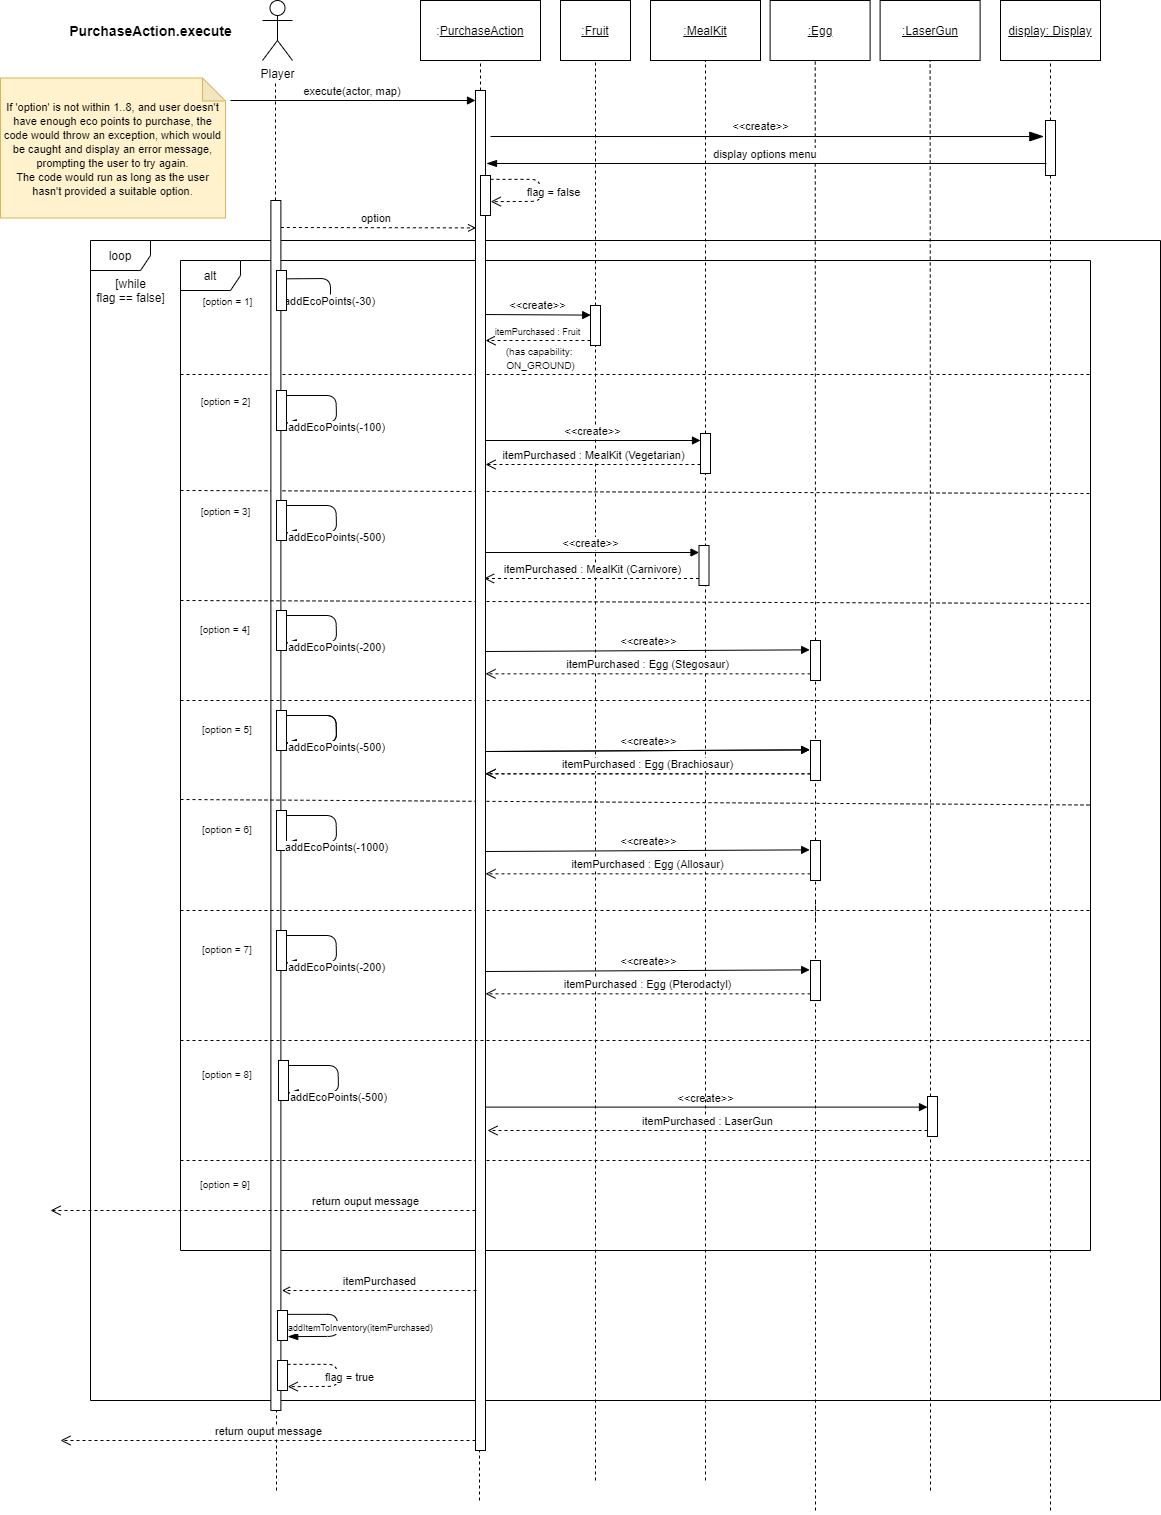 PurchaseAction.execute
Player
:PurchaseAction
:Fruit
:MealKit
:Egg
:LaserGun
display: Display
If 'option' is not within 1..8, and user doesn't
have enough eco points to purchase, the
code would throw an exception, which would
be caught and display an error message,
prompting the user to try again.
The code would run as long as the user
hasn't provided a suitable option.
execute(actor, map)
<<create>>
display options menu
flag = false
option
loop
[while
flag == false]
alt
[option = 1]
addEcoPoints(-30)
<<create>>
itemPurchased : Fruit
(has capability:
ON_GROUND)
[option = 2]
addEcoPoints(-100)
<<create>>
itemPurchased : MealKit (Vegetarian)
[option = 3]
addEcoPoints(-500)
<<create>>
itemPurchased : MealKit (Carnivore)
[option = 4]
addEcoPoints(-200)
<<create>>
itemPurchased : Egg (Stegosaur)
[option = 5]
addEcoPoints(-500)
<<create>>
itemPurchased : Egg (Brachiosaur)
[option = 6]
addEcoPoints(-1000)
<<create>>
itemPurchased : Egg (Allosaur)
[option = 7]
addEcoPoints(-200)
<<create>>
itemPurchased : Egg (Pterodactyl)
[option = 8]
addEcoPoints(-500)
<<create>>
itemPurchased : LaserGun
[option = 9]
return ouput message
itemPurchased
addItemToInventory(itemPurchased)
flag = true
return ouput message